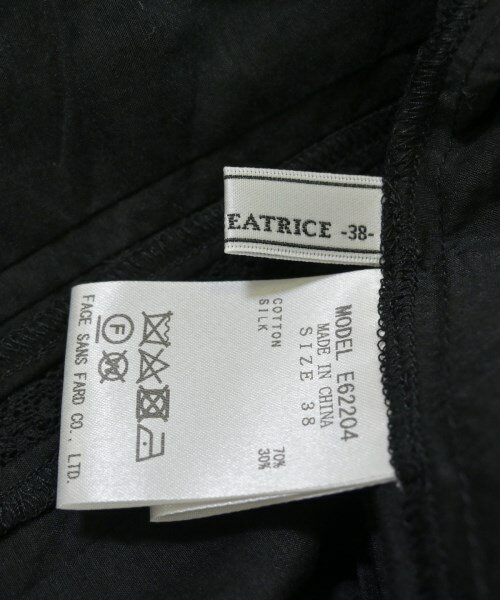 EATRICE -38-
MODEL E62204
MADE IN CHINA
SIZE 38
COTTON 70%
SILK 30%
F
FACE SANS FARD CO., LTD.